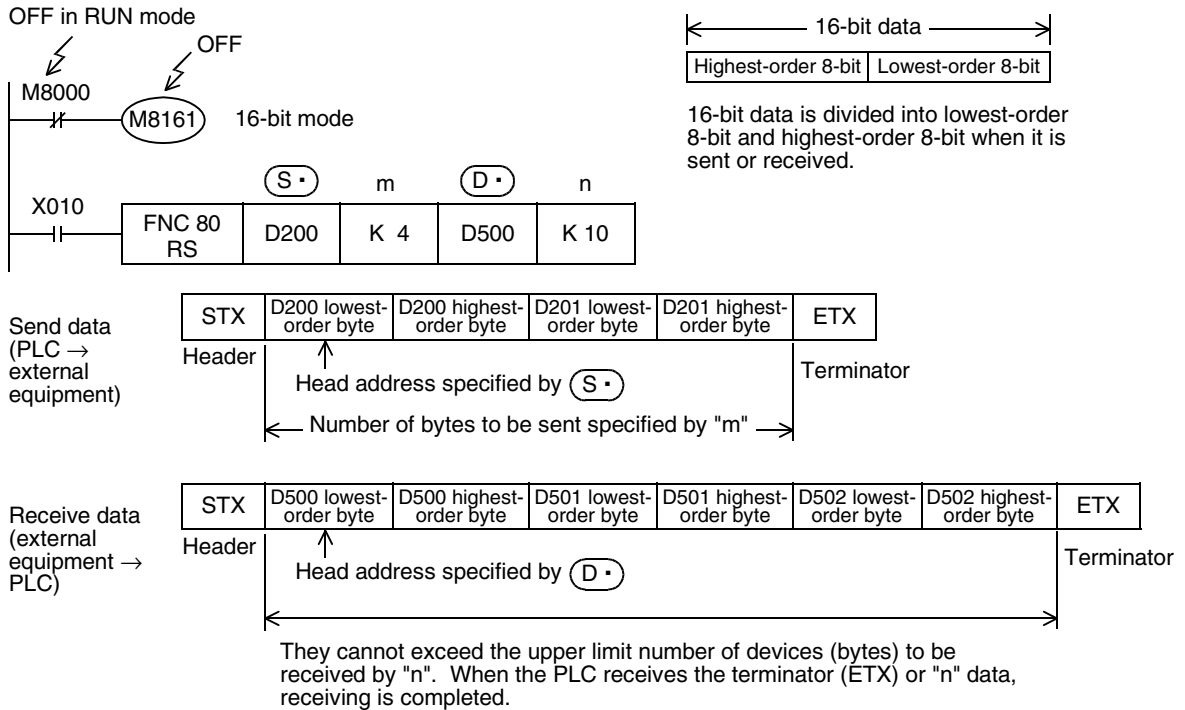 OFF in RUN mode
OFF
M8000
M8161
16-bit mode
16-bit data
Highest-order 8-bit
Lowest-order 8-bit
16-bit data is divided into lowest-order
8-bit and highest-order 8-bit when it is
sent or received.
S·
m
D·
n
X010
FNC 80
RS
D200
K 4
D500
K 10
Send data
(PLC →
external
equipment)
STX
D200 lowest-
order byte
D200 highest-
order byte
D201 lowest-
order byte
D201 highest-
order byte
ETX
Header
Terminator
Head address specified by S·
Number of bytes to be sent specified by "m"
Receive data
(external
equipment →
PLC)
STX
D500 lowest-
order byte
D500 highest-
order byte
D501 lowest-
order byte
D501 highest-
order byte
D502 lowest-
order byte
D502 highest-
order byte
ETX
Header
Terminator
Head address specified by D·
They cannot exceed the upper limit number of devices (bytes) to be
received by "n". When the PLC receives the terminator (ETX) or "n" data,
receiving is completed.